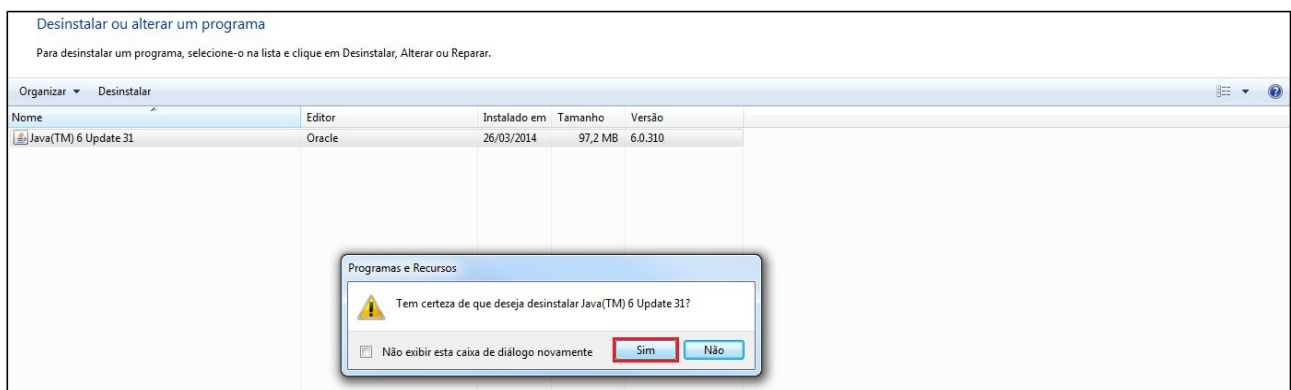 Desinstalar ou alterar um programa
Para desinstalar um programa, selecione-o na lista e clique em Desinstalar, Alterar ou Reparar.
Organizar Desinstalar
Nome Editor Instalado em Tamanho Versão
Java(TM) 6 Update 31 Oracle 26/03/2014 97,2 MB 6.0.310
Programas e Recursos
Tem certeza de que deseja desinstalar Java(TM) 6 Update 31?
Não exibir esta caixa de diálogo novamente Sim Não